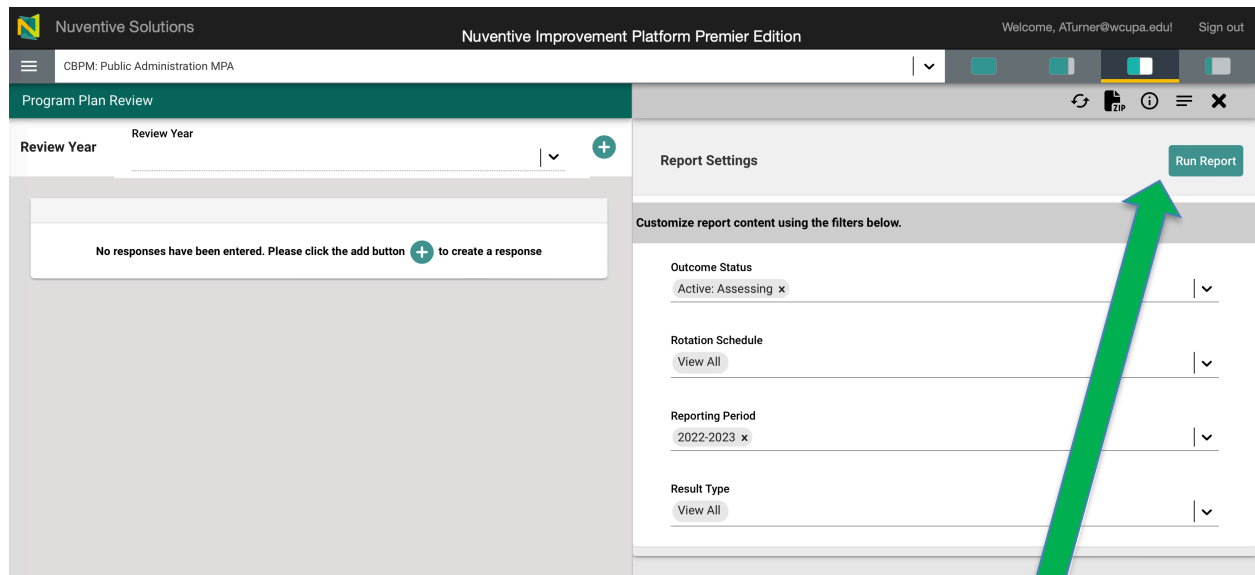 Nuventive Solutions
Nuventive Improvement Platform Premier Edition
Welcome, ATurner@wcupa.edu!
Sign out
CBPM: Public Administration MPA
Program Plan Review
ZIP
Review Year
Review Year
Report Settings
Run Report
No responses have been entered. Please click the add button to create a response
Customize report content using the filters below.
Outcome Status
Active: Assessing ×
Rotation Schedule
View All
Reporting Period
2022-2023 ×
Result Type
View All